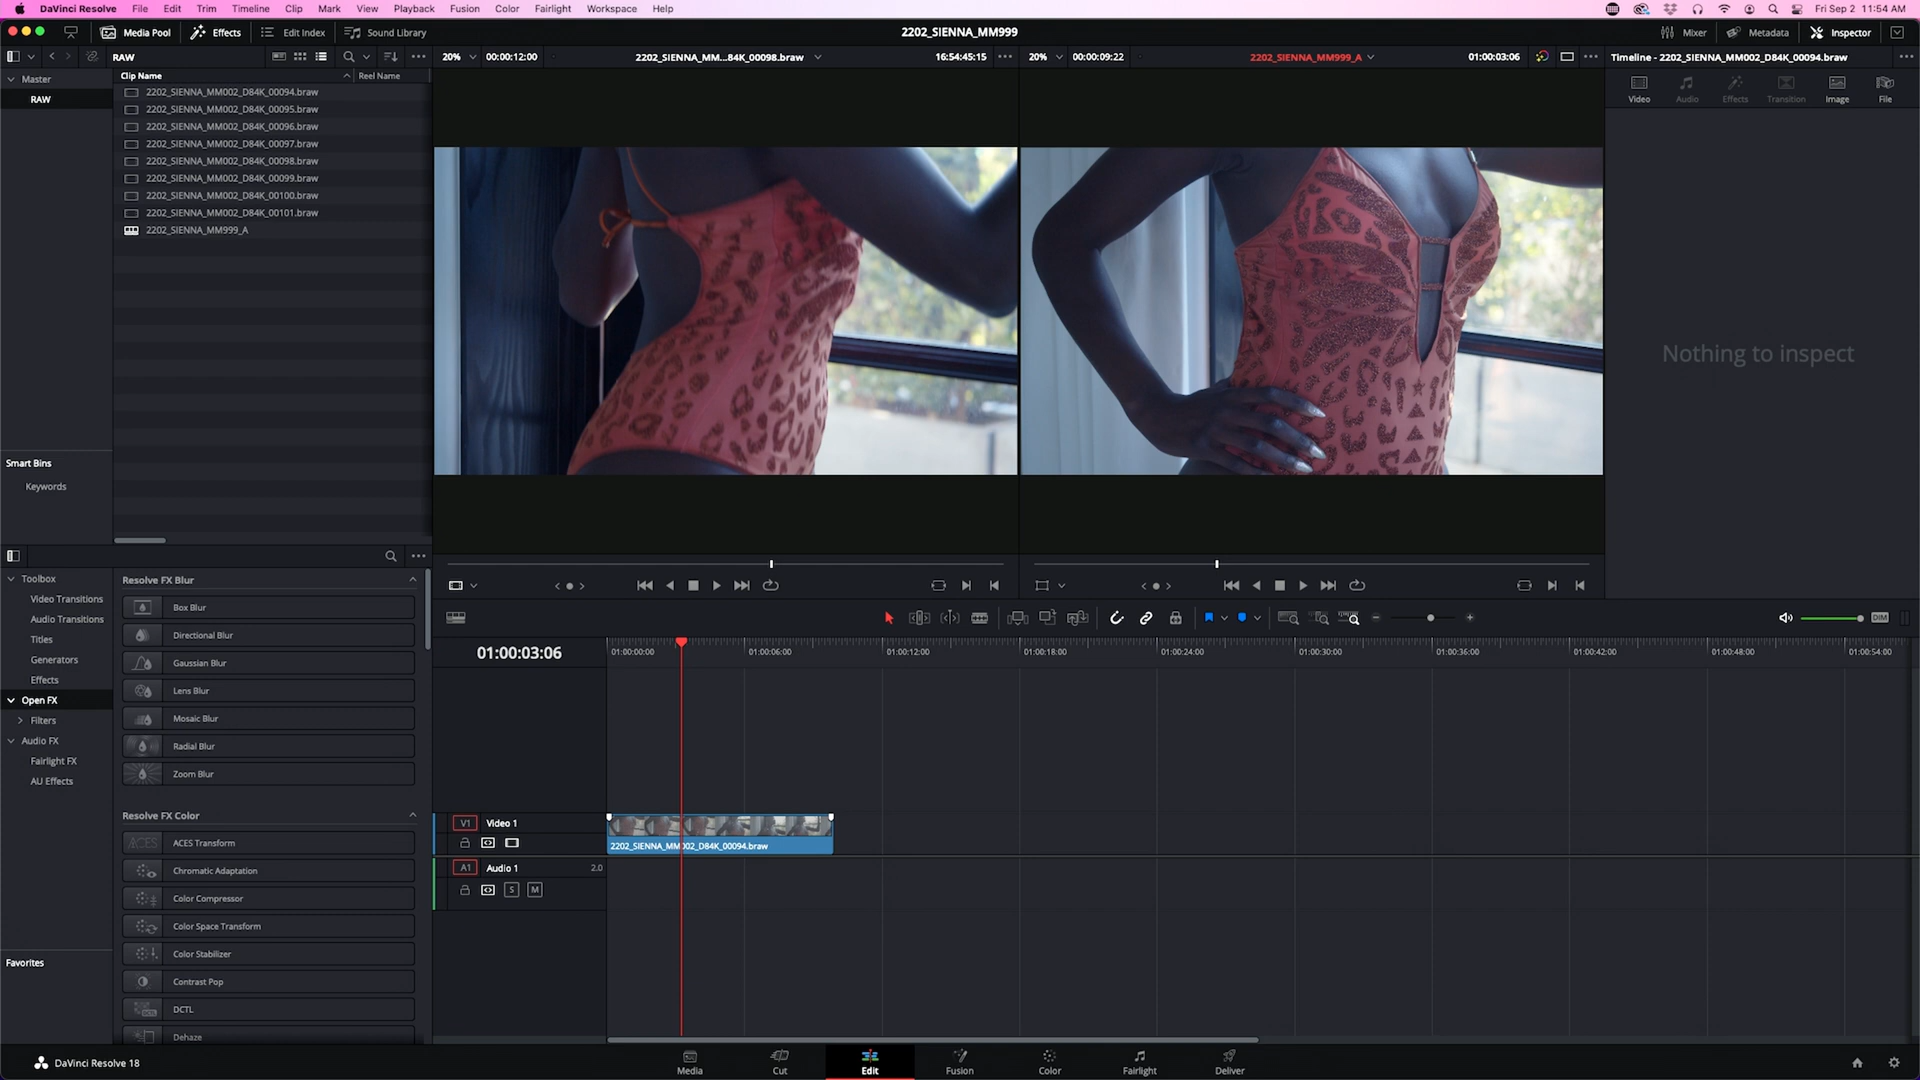 DaVinci Resolve File Edit Trim Timeline Clip Mark View Playback Fusion Color Fairlight Workspace Help Fri Sep 2 11:54 AM
Media Pool Effects Edit Index Sound Library 2202_SIENNA_MM999 Mixer Metadata Inspector
RAW 20% 00:00:12:00 2202_SIENNA_MM...84K_00098.braw 16:54:45:15 20% 00:00:09:22 2202_SIENNA_MM999_A 01:00:03:06 Timeline - 2202_SIENNA_MM002_D84K_00094.braw
Master Clip Name Reel Name
RAW
2202_SIENNA_MM002_D84K_00094.braw
2202_SIENNA_MM002_D84K_00095.braw
2202_SIENNA_MM002_D84K_00096.braw
2202_SIENNA_MM002_D84K_00097.braw
2202_SIENNA_MM002_D84K_00098.braw
2202_SIENNA_MM002_D84K_00099.braw
2202_SIENNA_MM002_D84K_00100.braw
2202_SIENNA_MM002_D84K_00101.braw
2202_SIENNA_MM999_A
Video Audio Effects Transition Image File
Nothing to inspect
Smart Bins
Keywords
Toolbox
Video Transitions
Audio Transitions
Titles
Generators
Effects
Open FX
Filters
Audio FX
Fairlight FX
AU Effects
Favorites
Resolve FX Blur
Box Blur
Directional Blur
Gaussian Blur
Lens Blur
Mosaic Blur
Radial Blur
Zoom Blur
Resolve FX Color
ACES ACES Transform
Chromatic Adaptation
Color Compressor
Color Space Transform
Color Stabilizer
Contrast Pop
DCTL DCTL
Dehaze
DIM
01:00:03:06 01:00:00:00 01:00:06:00 01:00:12:00 01:00:18:00 01:00:24:00 01:00:30:00 01:00:36:00 01:00:42:00 01:00:48:00 01:00:54:00
V1 Video 1
2202_SIENNA_MM002_D84K_00094.braw
A1 Audio 1 2.0
S M
DaVinci Resolve 18 Media Cut Edit Fusion Color Fairlight Deliver